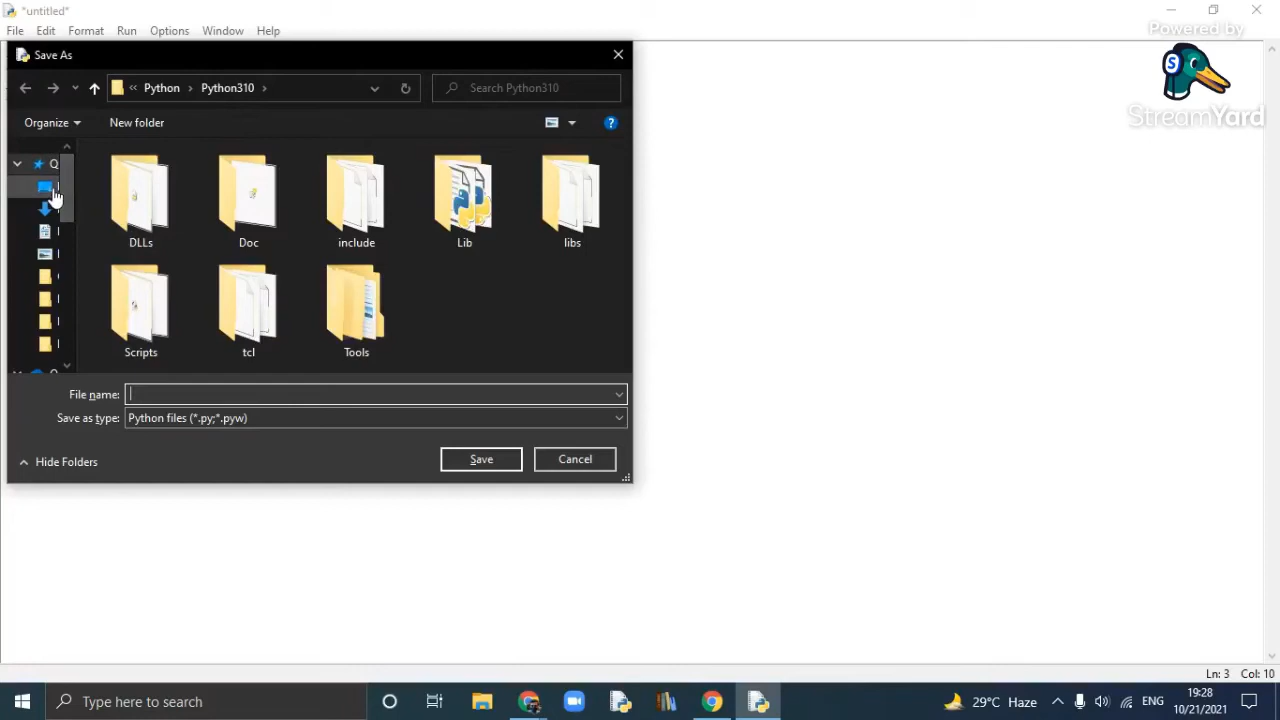 *untitled*
File Edit Format Run Options Window Help
Powered by
StreamYard
Save As
Python Python310
Search Python310
Organize New folder
Q
DLLs Doc include Lib libs
Scripts tcl Tools
File name:
Save as type: Python files (*.py;*.pyw)
Hide Folders Save Cancel
Ln: 3 Col: 10
Type here to search
29°C Haze ENG
19:28
10/21/2021